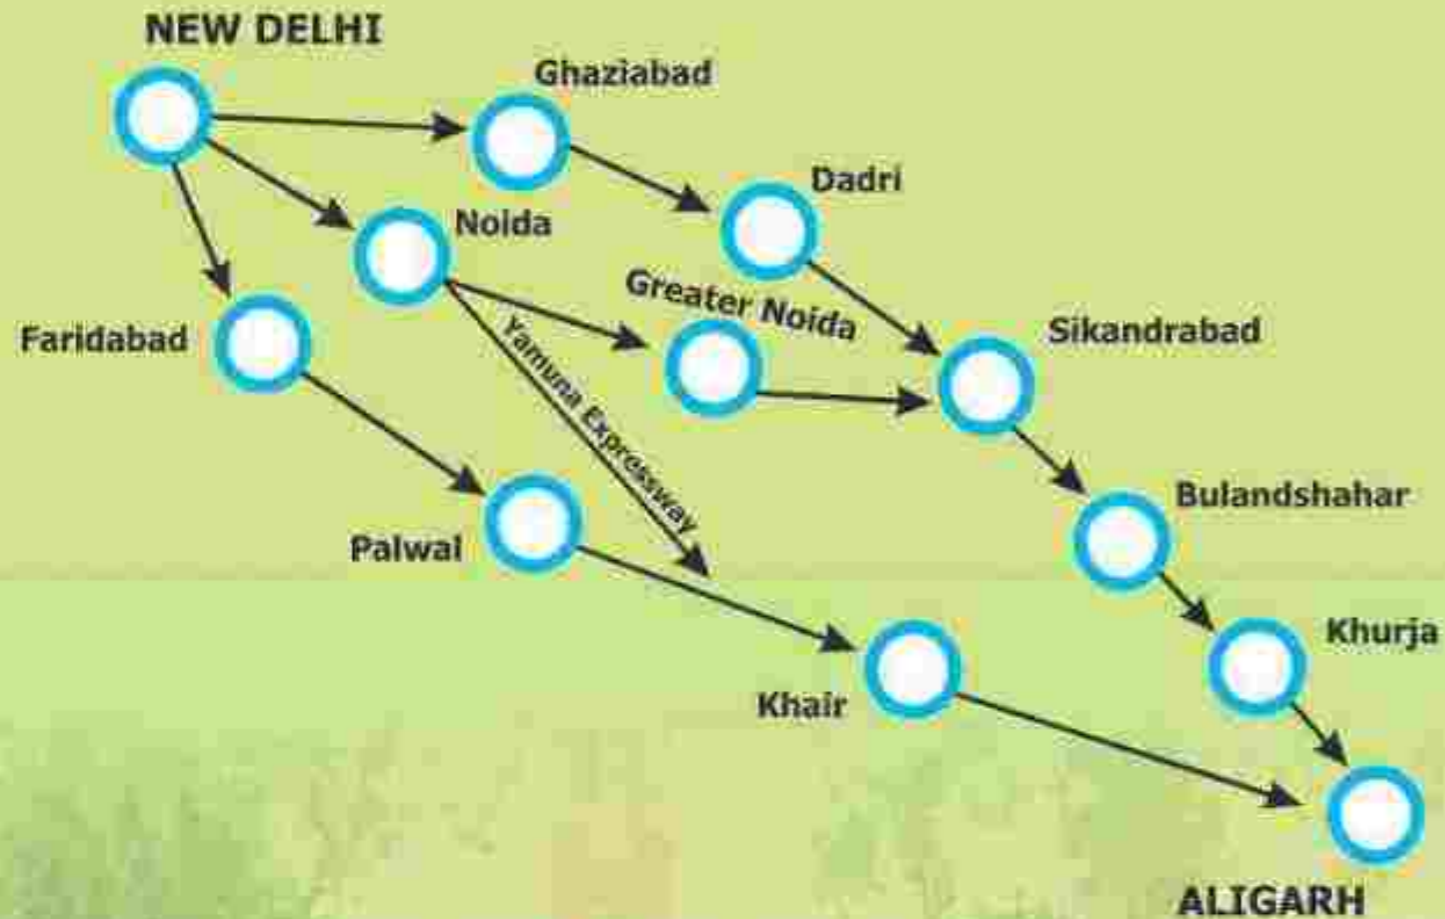 NEW DELHI
Ghaziabad
Dadri
Noida
Greater Noida
Faridabad
Sikandrabad
Yamuna Expressway
Bulandshahar
Palwal
Khurja
Khair
ALIGARH